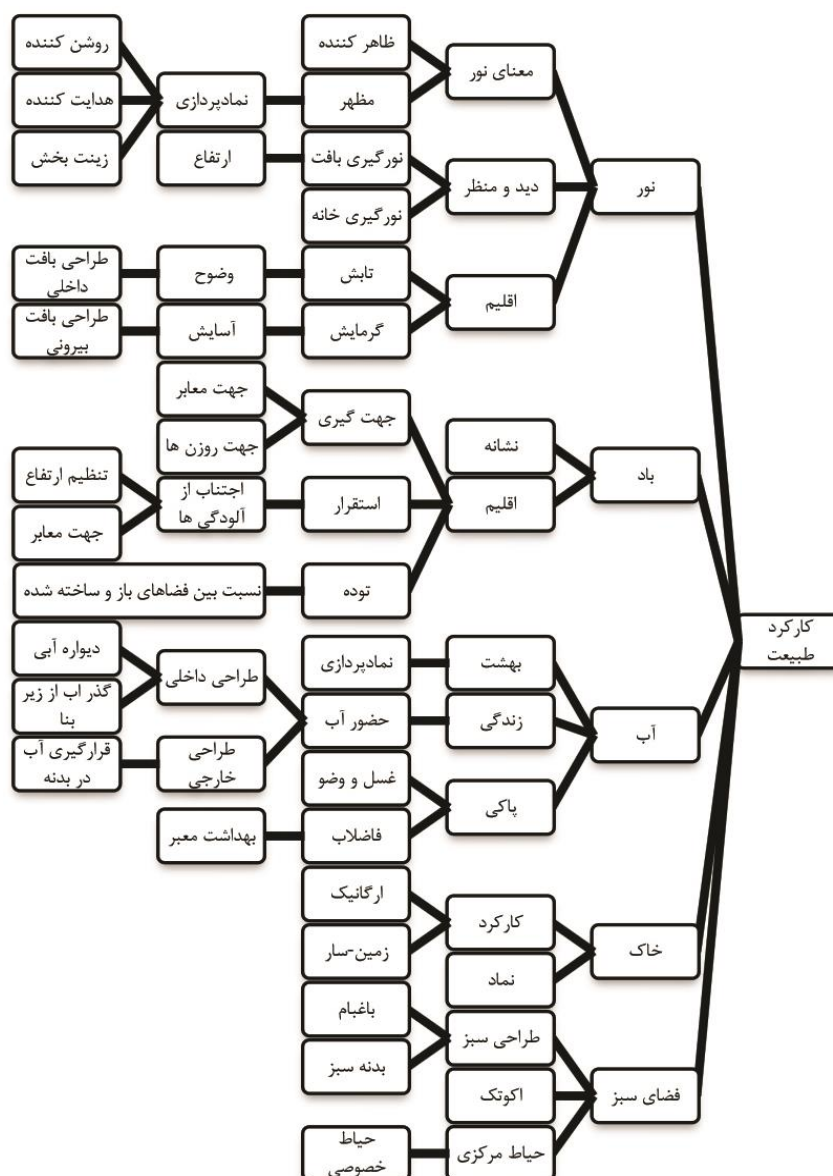 کارکرد
طبیعت
نور
معنای نور
ظاهر کننده
مظهر
نمادپردازی
روشن کننده
هدایت کننده
زینت بخش
دید و منظر
نورگیری بافت
ارتفاع
نورگیری خانه
اقلیم
تابش
وضوح
طراحی بافت
داخلی
گرمایش
آسایش
طراحی بافت
بیرونی
باد
نشانه
اقلیم
جهت گیری
جهت معابر
جهت روزن ها
استقرار
اجتناب از
آلودگی ها
تنظیم ارتفاع
جهت معابر
توده
نسبت بین فضاهای باز و ساخته شده
آب
بهشت
نمادپردازی
زندگی
حضور آب
طراحی داخلی
دیواره آبی
گذر اب از زیر
بنا
طراحی
خارجی
قرارگیری آب
در بدنه
پاکی
غسل و وضو
فاضلاب
بهداشت معبر
خاک
کارکرد
ارگانیک
زمین-سار
نماد
فضای سبز
طراحی سبز
باغبام
بدنه سبز
اکوتک
حیاط مرکزی
حیاط
خصوصی